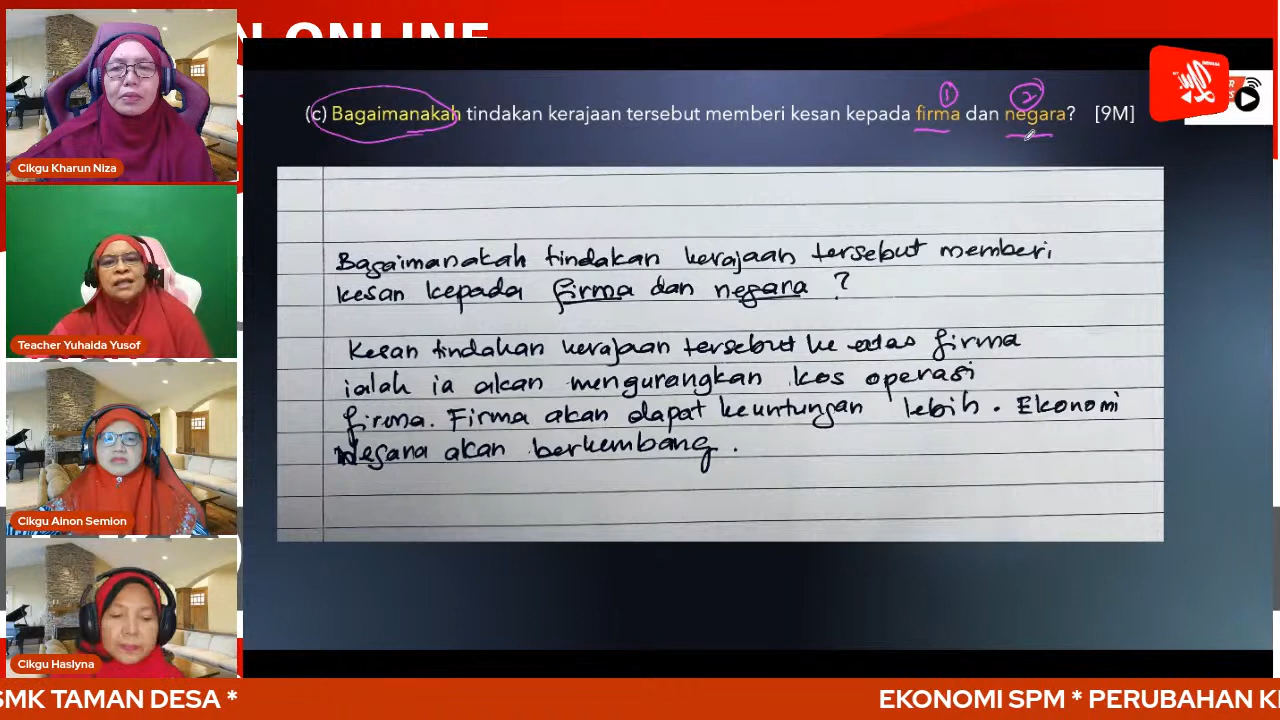 N ONLINE
(c) Bagaimanakah tindakan kerajaan tersebut memberi kesan kepada firma dan negara? [9M]
1
2
Bagaimanakah tindakan kerajaan tersebut memberi
kesan kepada firma dan negara ?
Kesan tindakan kerajaan tersebut ke atas firma
ialah ia akan mengurangkan kos operasi
firma. Firma akan dapat keuntungan lebih. Ekonomi
Negara akan berkembang.
Cikgu Kharun Niza
Teacher Yuhaida Yusof
Cikgu Ainon Semion
Cikgu Haslyna
SMK TAMAN DESA * EKONOMI SPM * PERUBAHAN